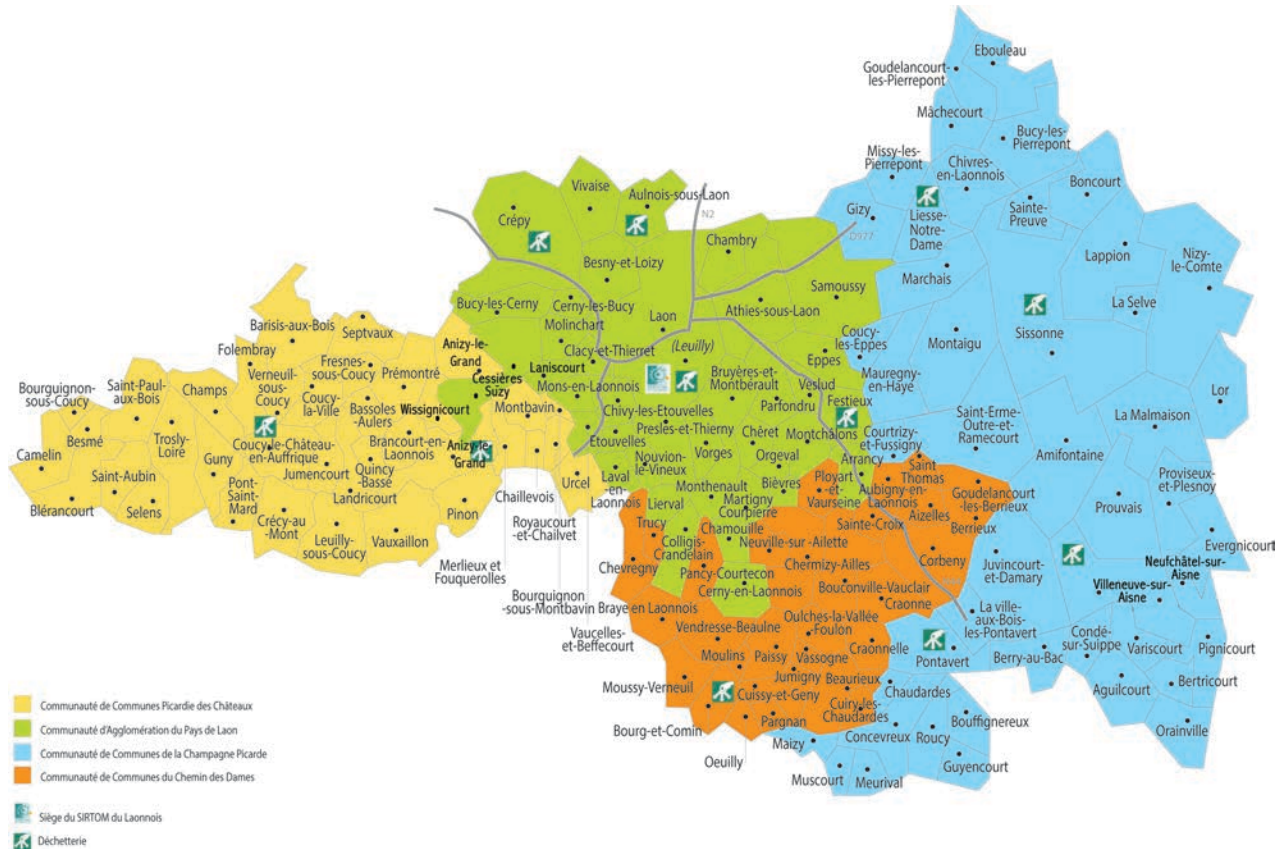 Ebouleau
Goudelancourt-
les-Pierrepont
Mâchecourt
Bucy-les-
Pierrepont
Missy-les-
Pierrepont
Chivres-
en-Laonnois
Boncourt
Vivaise
Aulnois-sous-Laon
Crépy
N2
Gizy
Liesse-
Notre-
Dame
Sainte-
Preuve
D977
Chambry
Lappion
Nizy-
le-Comte
Besny-et-Loizy
Marchais
Samoussy
Bucy-les-Cerny
Cerny-les-Bucy
Athies-sous-Laon
La Selve
Barisis-aux-Bois
Septvaux
Molinchart
Laon
Sissonne
Coucy-
les-Eppes
Montaigu
Folembray
Anizy-le-
Grand
Clacy-et-Thierret
(Leuilly)
Eppes
Fresnes-
sous-Coucy
Prémontré
Laniscourt
Mauregny-
en-Haye
Verneuil-
sous-
Coucy
Cessières
Suzy
Mons-en-Laonnois
Bruyères-et-
Montbérault
Veslud
Lor
Bourguignon-
sous-Coucy
Saint-Paul-
aux-Bois
Champs
Coucy-
la-Ville
Bassoles
-Aulers
Wissignicourt
Montbavin
Chivy-les-Etouvelles
Parfondru
Festieux
Saint-Erme-
Outre-et-
Ramecourt
La Malmaison
Besmé
Trosly-
Loiré
Coucy-le-Château-
en-Auffrique
Brancourt-en-
Laonnois
Anizy-le-
Grand
Etouvelles
Presles-et-Thierny
Chéret
Montchâlons
Courtrizy-
et-Fussigny
Amifontaine
Camelin
Guny
Jumencourt
Quincy-
Basse
Nouvion-
le-Vineux
Vorges
Orgeval
Arrancy
Saint
Thomas
Saint-Aubin
Pont-
Saint-
Mard
Landricourt
Chaillevois
Urcel
Laval-
en-
Laonnois
Monthenault
Bièvres
Ployart
-et-
Vaurseine
Aubigny-en-
Laonnois
Goudelancourt
-les-Berrieux
Proviseux-
et-Plesnoy
Blérancourt
Selens
Crécy-au
-Mont
Leuilly-
sous-Coucy
Vauxaillon
Pinon
Royaucourt
-et-Chailvet
Lierval
Martigny
Courpierre
Sainte-Croix
Aizelles
Berrieux
Prouvais
Merlieux et
Fouquerolles
Trucy
Colligis-
Crandelain
Chamouille
Neuville-sur-Ailette
Evergnicourt
Chevregny
Pancy-Courtecon
Chermizy-Ailles
Corbeny
Juvincourt-
et-Damary
Neufchâtel-sur-
Aisne
Cerny-en-Laonnois
Bouconville-Vauclair
Villeneuve-sur-
Aisne
Bourguignon
-sous-Montbavin
Braye en Laonnois
Craonne
La ville-
aux-Bois-
les-Pontavert
Vaucelles-
et-Beffecourt
Vendresse-Beaulne
Oulches-la-Vallée
-Foulon
Craonnelle
Pontavert
Berry-au-Bac
Condé-
sur-Suippe
Variscourt
Pignicourt
Moulins
Paissy
Vassogne
Moussy-Verneuil
Jumigny
Beaurieux
Chaudardes
Aguilcourt
Bertricourt
Cuissy-et-Geny
Cuiry-les-
Chaudardes
Bourg-et-Comin
Pargnan
Concevreux
Roucy
Bouffignereux
Orainville
Oeuilly
Maizy
Guyencourt
Muscourt
Meurival
Communauté de Communes Picardie des Châteaux
Communauté d'Agglomération du Pays de Laon
Communauté de Communes de la Champagne Picarde
Communauté de Communes du Chemin des Dames
Siège du SIRTOM du Laonnois
Déchetterie